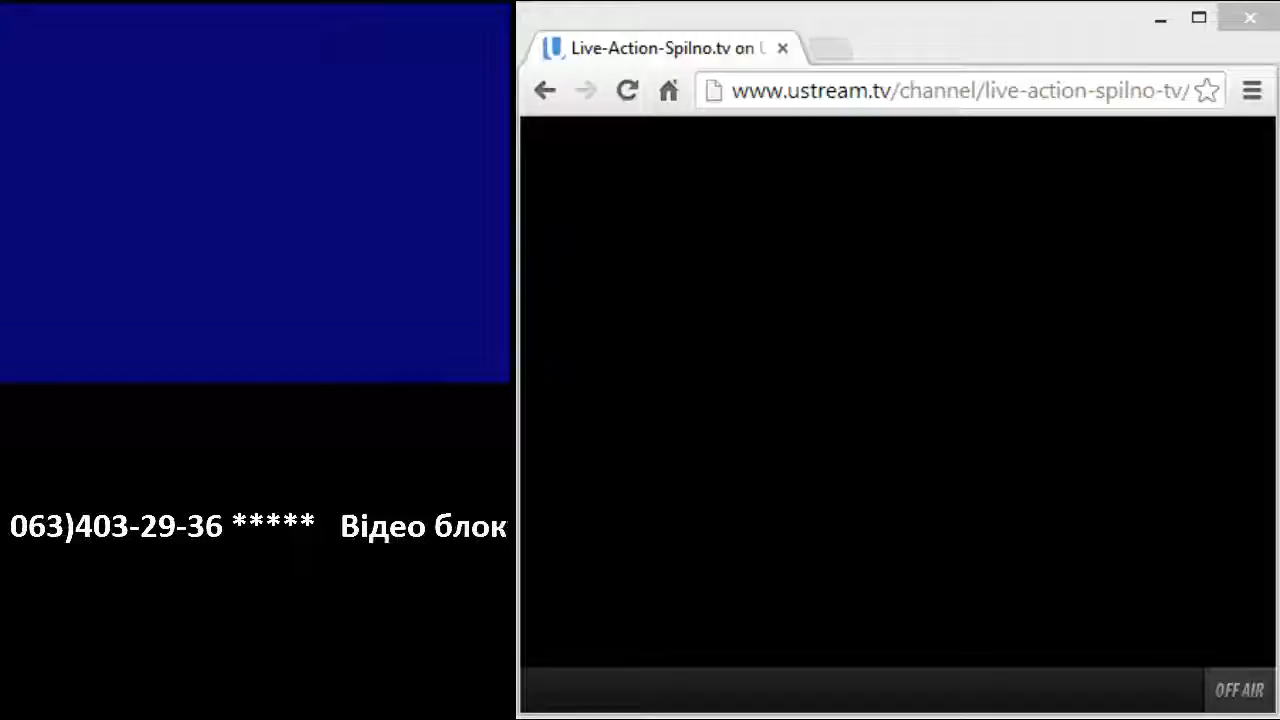 063)403-29-36 ***** Відео блок
Live-Action-Spilno.tv on
www.ustream.tv/channel/live-action-spilno-tv/
OFF AIR